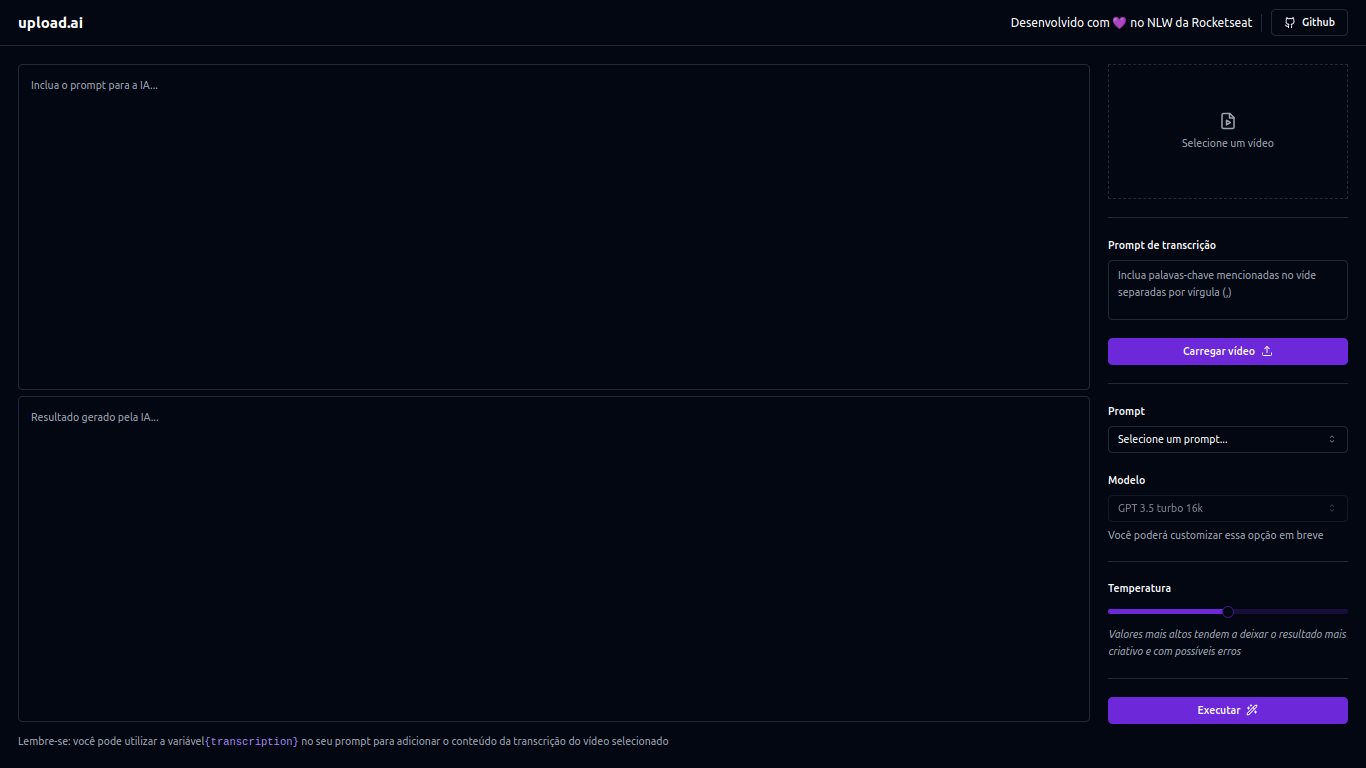 upload.ai
Desenvolvido com 💜 no NLW da Rocketseat
Github
Inclua o prompt para a IA...
Resultado gerado pela IA...
Lembre-se: você pode utilizar a variável{transcription} no seu prompt para adicionar o conteúdo da transcrição do vídeo selecionado
Selecione um vídeo
Prompt de transcrição
Inclua palavas-chave mencionadas no víde
separadas por vírgula (,)
Carregar vídeo
Prompt
Selecione um prompt...
Modelo
GPT 3.5 turbo 16k
Você poderá customizar essa opção em breve
Temperatura
Valores mais altos tendem a deixar o resultado mais
criativo e com possíveis erros
Executar